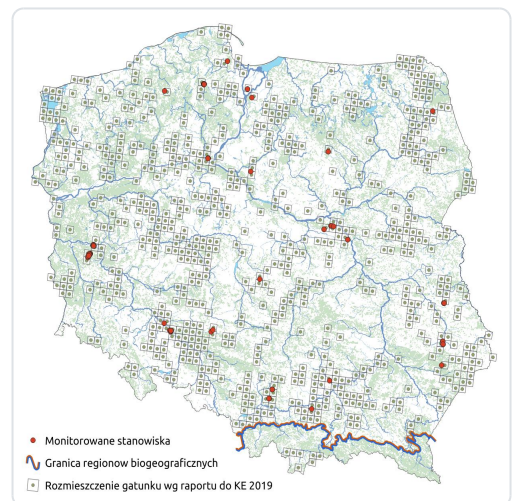 Monitorowane stanowiska
Granica regionow biogeograficznych
Rozmieszczenie gatunku wg raportu do KE 2019